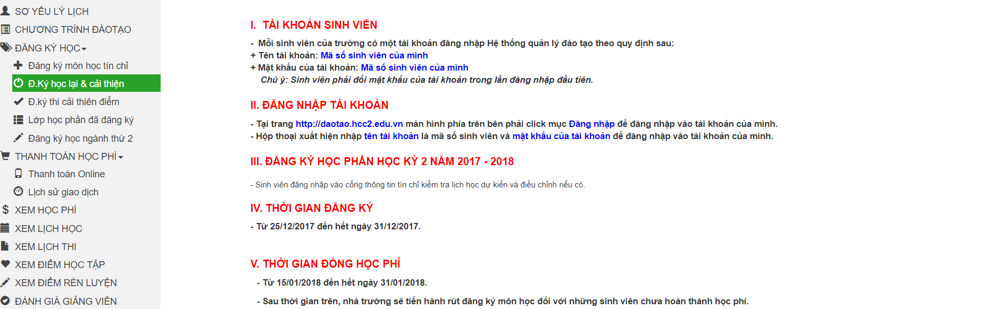 SƠ YẾU LÝ LỊCH
CHƯƠNG TRÌNH ĐÀOTẠO
ĐĂNG KÝ HỌC
Đăng ký môn học tín chỉ
Đ.Ký học lại & cải thiện
Đ.ký thi cải thiên điểm
Lớp học phần đã đăng ký
Đăng ký học ngành thứ 2
THANH TOÁN HỌC PHÍ
Thanh toán Online
Lịch sử giao dịch
XEM HỌC PHÍ
XEM LỊCH HỌC
XEM LỊCH THI
XEM ĐIỂM HỌC TẬP
XEM ĐIỂM RÈN LUYỆN
ĐÁNH GIÁ GIẢNG VIÊN
I. TÀI KHOẢN SINH VIÊN
- Mỗi sinh viên của trường có một tài khoản đăng nhập Hệ thống quản lý đào tạo theo quy định sau:
+ Tên tài khoản: Mã số sinh viên của mình
+ Mật khẩu của tài khoản: Mã số sinh viên của mình
Chú ý: Sinh viên phải đổi mật khẩu của tài khoản trong lần đăng nhập đầu tiên.
II. ĐĂNG NHẬP TÀI KHOẢN
- Tại trang http://daotao.hcc2.edu.vn màn hình phía trên bên phải click mục Đăng nhập để đăng nhập vào tài khoản của mình.
- Hộp thoại xuất hiện nhập tên tài khoản là mã số sinh viên và mật khẩu của tài khoản để đăng nhập vào tài khoản của mình.
III. ĐĂNG KÝ HỌC PHẦN HỌC KỲ 2 NĂM 2017 - 2018
- Sinh viên đăng nhập vào cổng thông tin tín chỉ kiểm tra lịch học dự kiến và điều chỉnh nếu có.
IV. THỜI GIAN ĐĂNG KÝ
- Từ 25/12/2017 đến hết ngày 31/12/2017.
V. THỜI GIAN ĐÓNG HỌC PHÍ
- Từ 15/01/2018 đến hết ngày 31/01/2018.
- Sau thời gian trên, nhà trường sẽ tiến hành rút đăng ký môn học đối với những sinh viên chưa hoàn thành học phí.